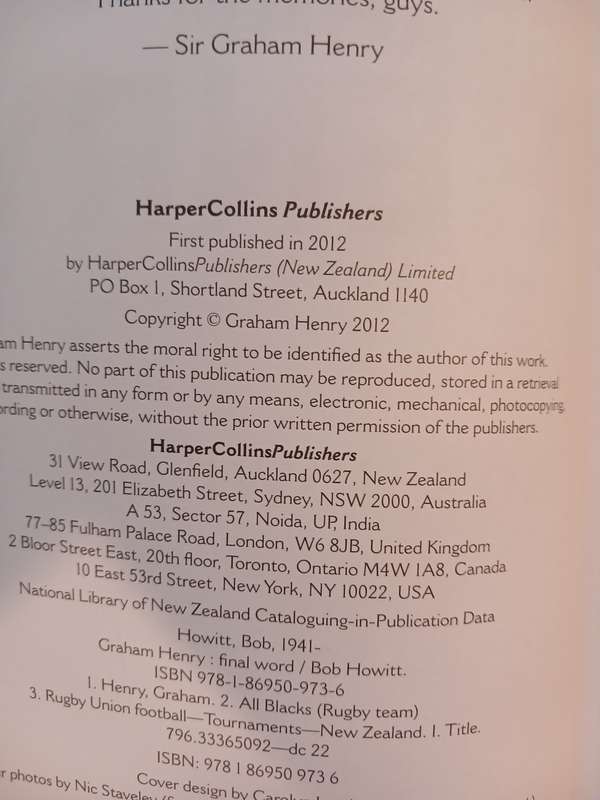 Thanks for the memories, guys.
— Sir Graham Henry
HarperCollins Publishers
First published in 2012
by HarperCollinsPublishers (New Zealand) Limited
PO Box 1, Shortland Street, Auckland 1140
Copyright © Graham Henry 2012
am Henry asserts the moral right to be identified as the author of this work.
s reserved. No part of this publication may be reproduced, stored in a retrieval
transmitted in any form or by any means, electronic, mechanical, photocopying,
ording or otherwise, without the prior written permission of the publishers.
HarperCollinsPublishers
31 View Road, Glenfield, Auckland 0627, New Zealand
Level 13, 201 Elizabeth Street, Sydney, NSW 2000, Australia
A 53, Sector 57, Noida, UP, India
77–85 Fulham Palace Road, London, W6 8JB, United Kingdom
2 Bloor Street East, 20th floor, Toronto, Ontario M4W 1A8, Canada
10 East 53rd Street, New York, NY 10022, USA
National Library of New Zealand Cataloguing-in-Publication Data
Howitt, Bob, 1941-
Graham Henry : final word / Bob Howitt.
ISBN 978-1-86950-973-6
1. Henry, Graham. 2. All Blacks (Rugby team)
3. Rugby Union football—Tournaments—New Zealand. I. Title.
796.33365092—dc 22
ISBN: 978 1 86950 973 6
Cover design by
r photos by Nic Staveley